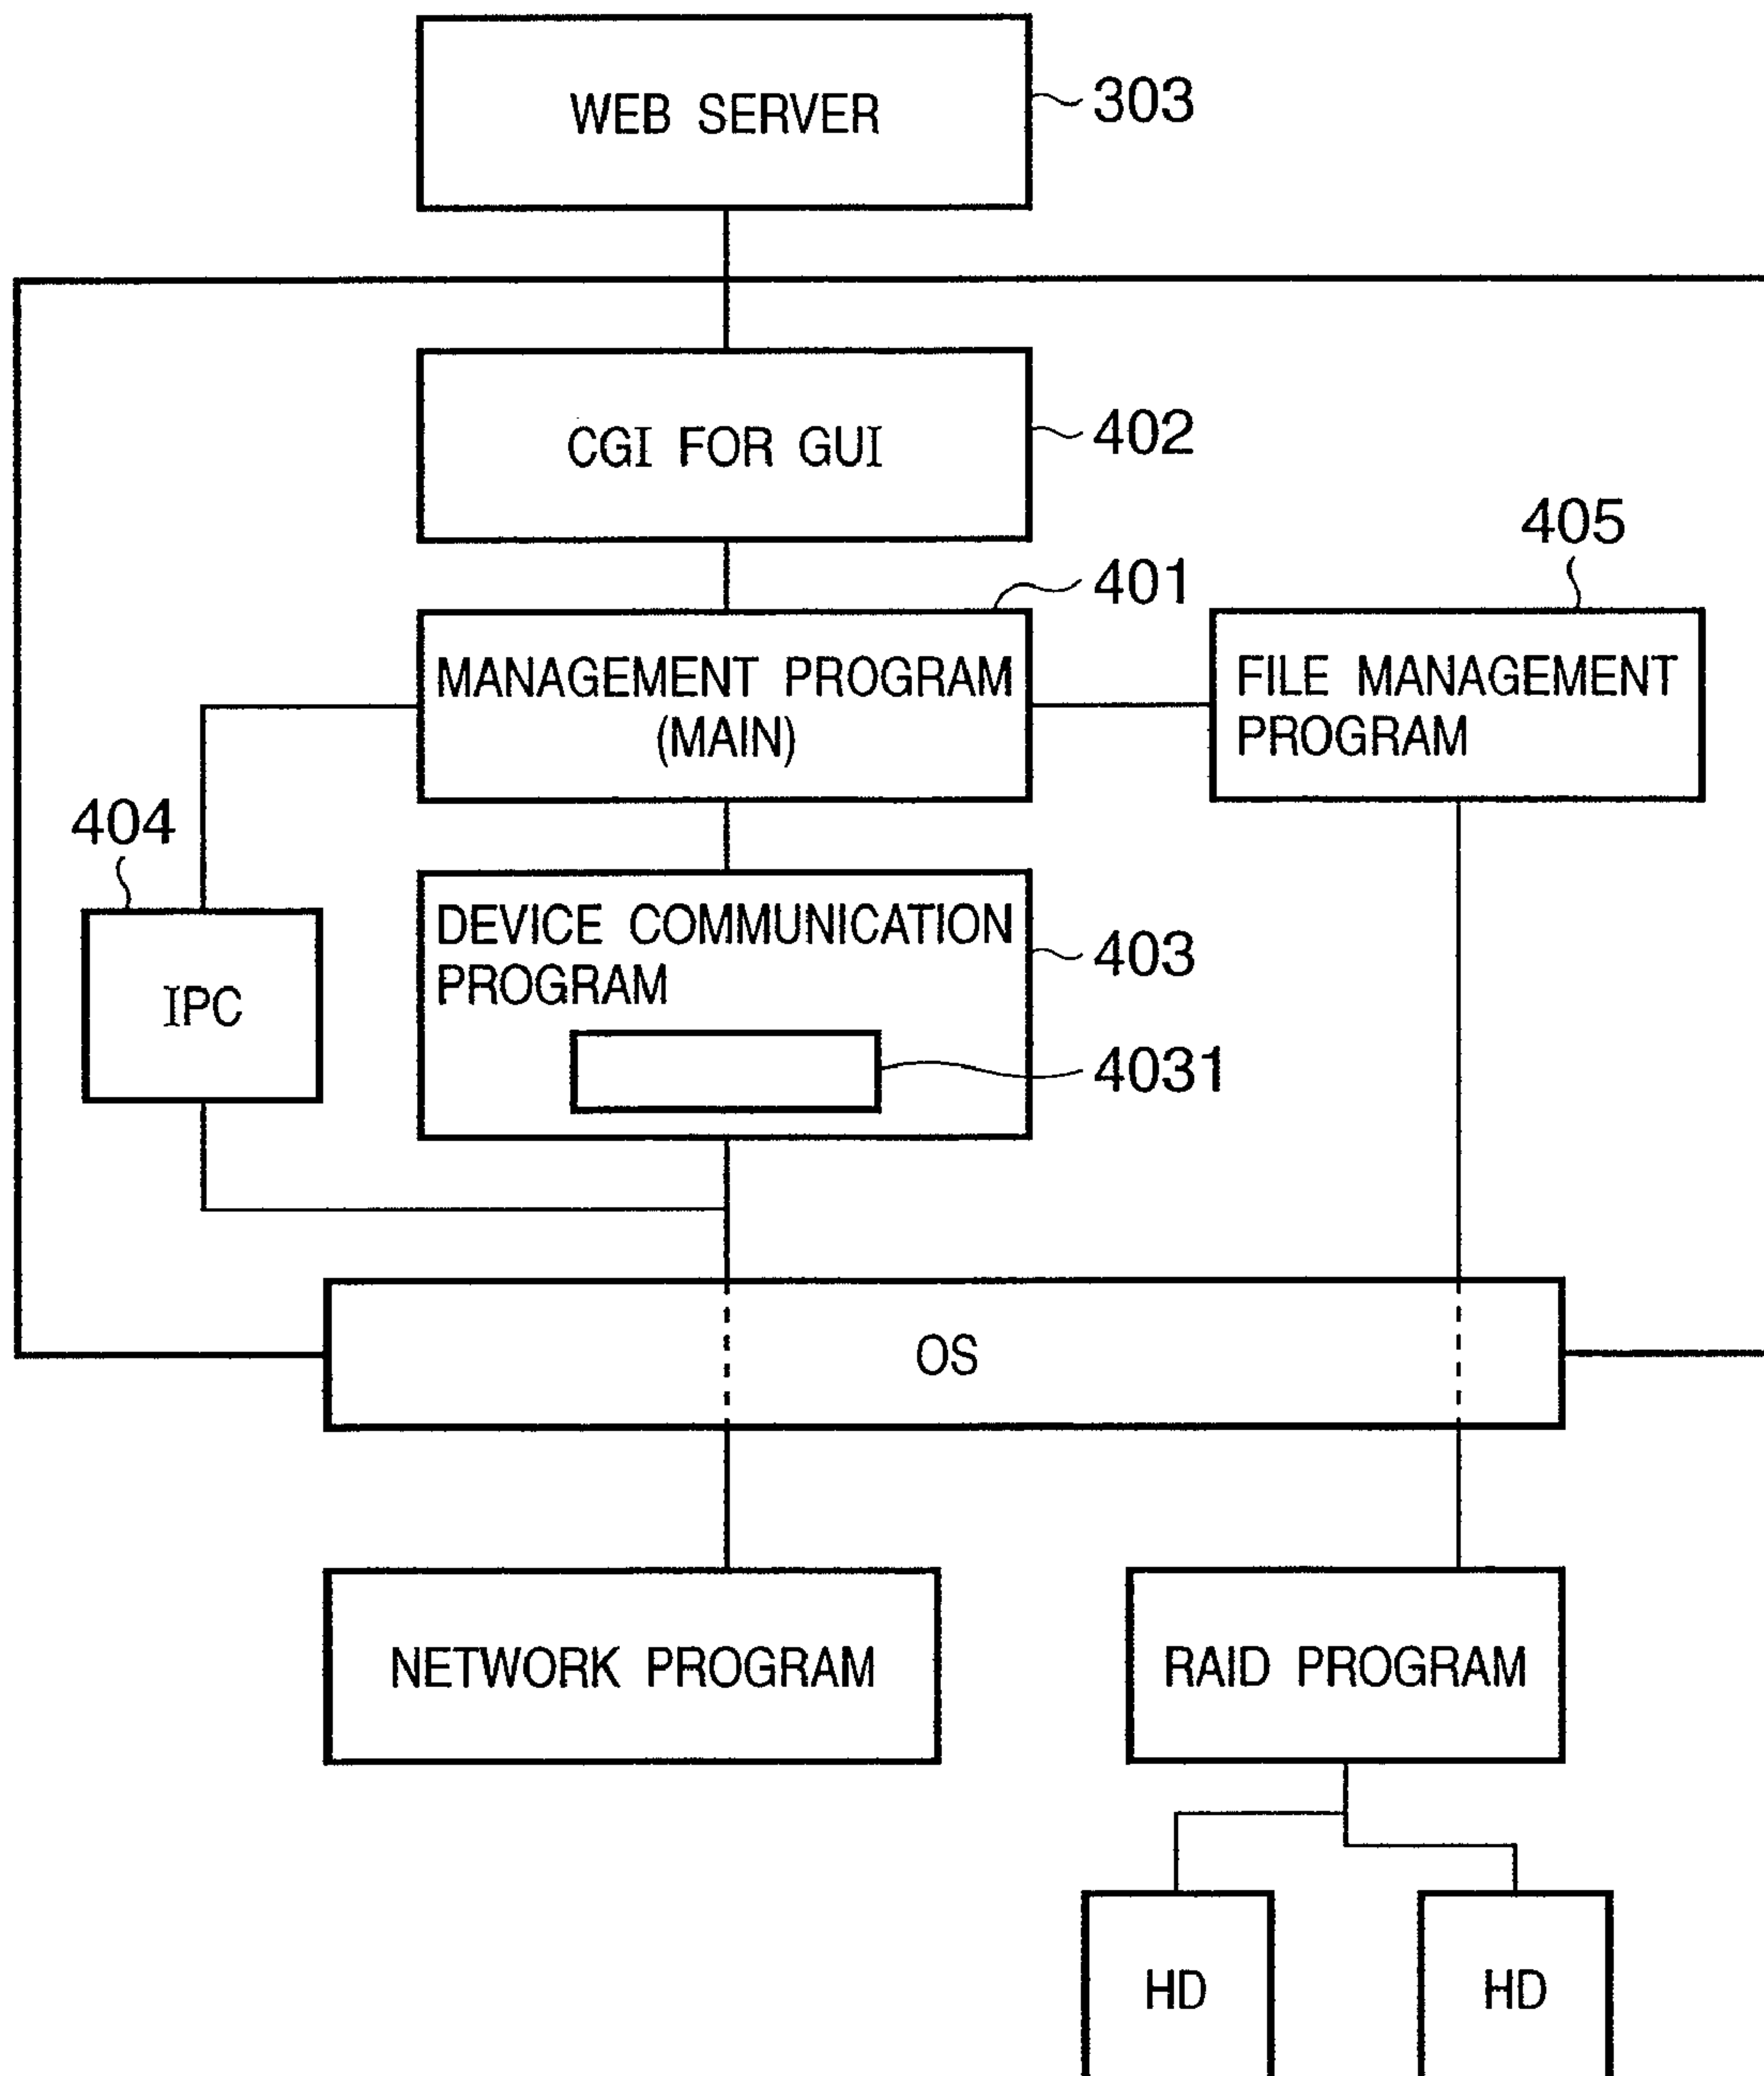 WEB SERVER
303
CGI FOR GUI
402
405
401
MANAGEMENT PROGRAM
(MAIN)
FILE MANAGEMENT
PROGRAM
404
DEVICE COMMUNICATION
PROGRAM
403
IPC
4031
OS
NETWORK PROGRAM
RAID PROGRAM
HD
HD